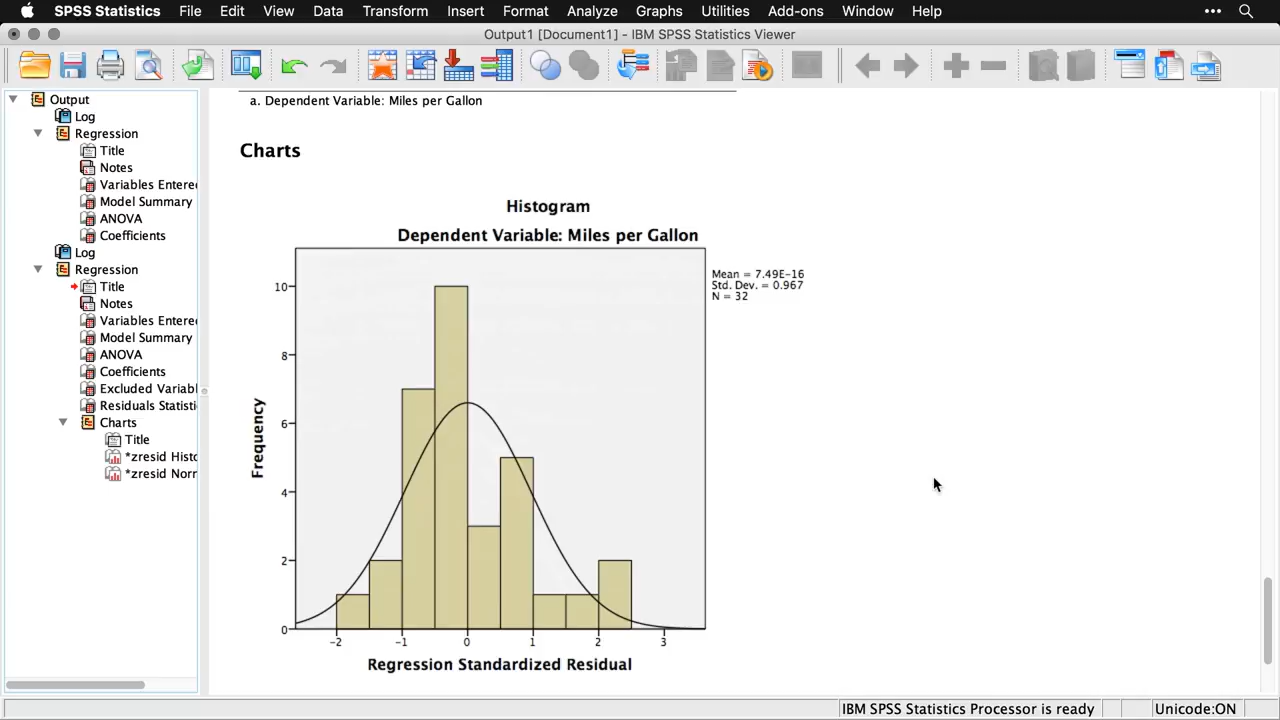 SPSS Statistics File Edit View Data Transform Insert Format Analyze Graphs Utilities Add-ons Window Help
Output1 [Document1] - IBM SPSS Statistics Viewer
Output
Log
Regression
Title
Notes
Variables Entere
Model Summary
ANOVA
Coefficients
Log
Regression
Title
Notes
Variables Entere
Model Summary
ANOVA
Coefficients
Excluded Variabl
Residuals Statisti
Charts
Title
*zresid Histo
*zresid Norr
a. Dependent Variable: Miles per Gallon
Charts
Histogram
Dependent Variable: Miles per Gallon
Mean = 7.49E-16
Std. Dev. = 0.967
N = 32
Frequency
10
8
6
4
2
0
-2 -1 0 1 2 3
Regression Standardized Residual
IBM SPSS Statistics Processor is ready Unicode:ON